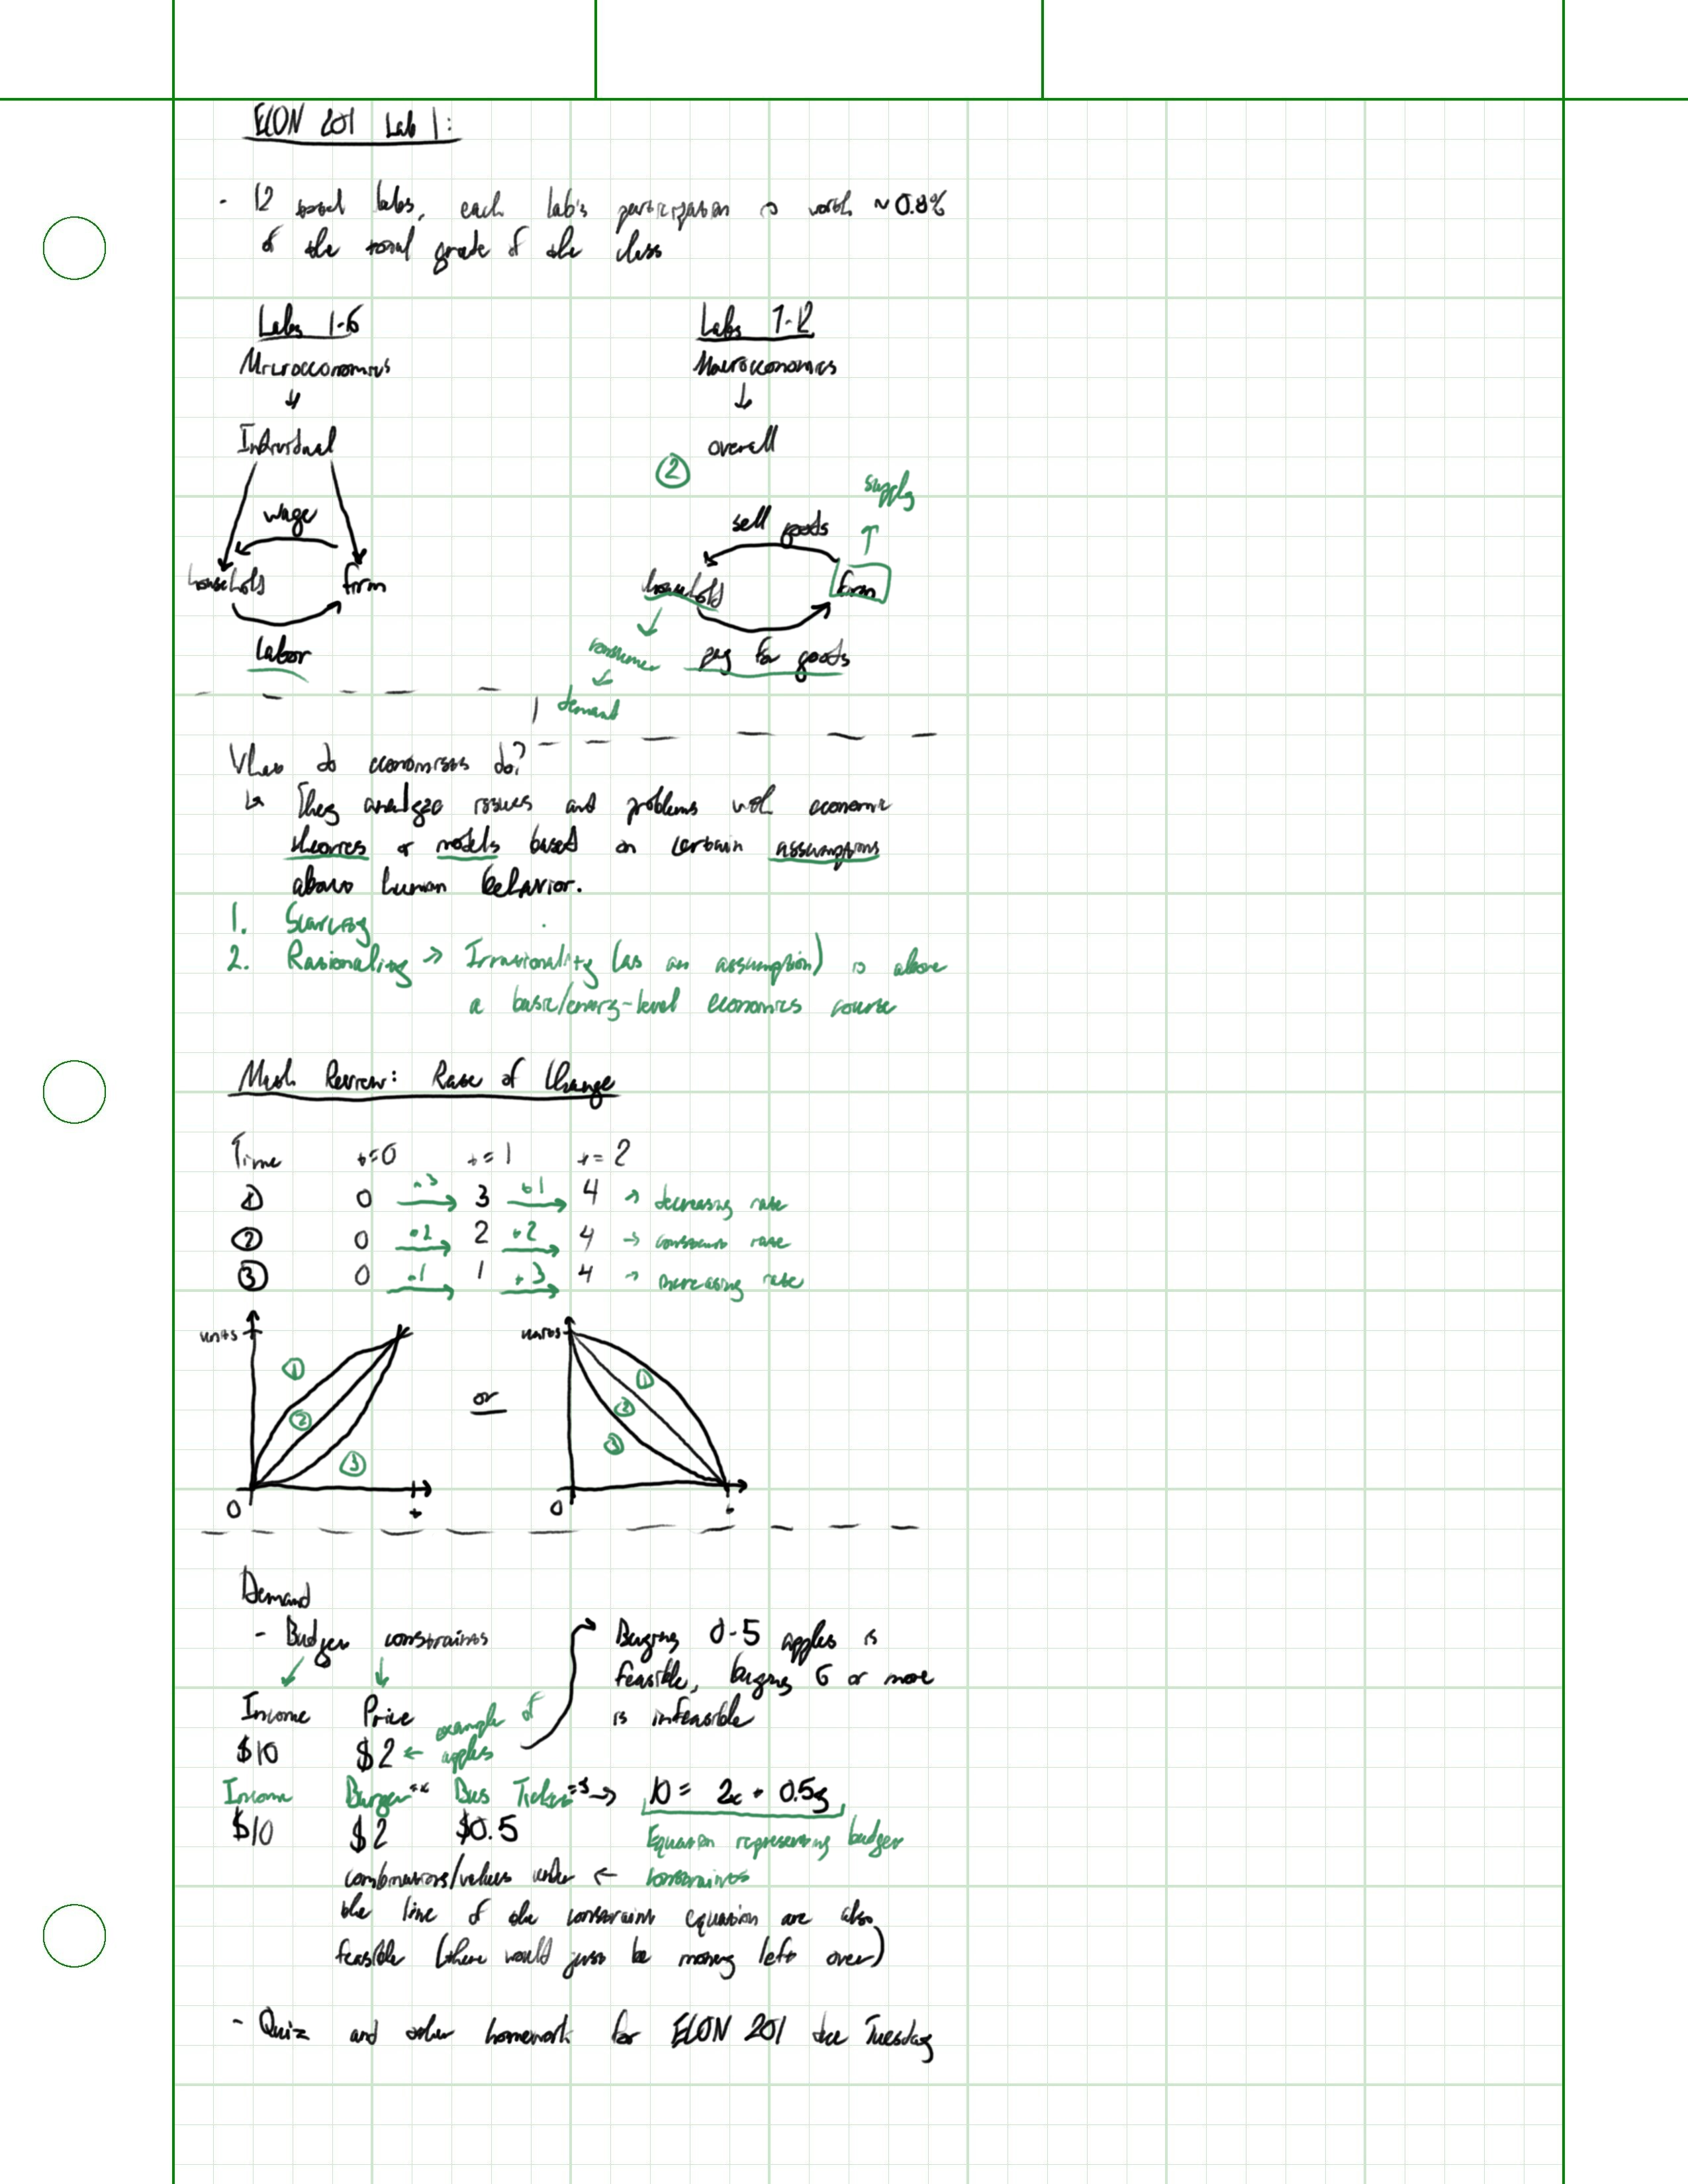 ECON 201 Lab 1:
- 12 total labs, each lab's participation is worth ~0.8%
of the total grade of the class
Labs 1-6
Microeconomics
↓
Individual
wage
household firm
Labor
Labs 7-12
Macroeconomics
↓
overall
②
supply
↑
sell goods
household firm
pay for goods
consumer
↓
demand
What do economists do?
↳ They analyze issues and problems with economic
theories or models based on certain assumptions
about human behavior.
1. Scarcity
2. Rationality → Irrationality (as an assumption) is above
a basic/entry-level economics course
Math Review: Rate of Change
Time t=0 t=1 t=2
① 0 +3 3 +1 4 → decreasing rate
② 0 +2 2 +2 4 → constant rate
③ 0 +1 1 +3 4 → increasing rate
units ① ② ③ 0 t
or
units ① ② ③ 0 t
Demand
- Budget constraints
Income Price
$10 $2 ← example of apples
Buying 0-5 apples is
feasible, buying 6 or more
is infeasible
Income Burger=x Bus Ticket=y → 10 = 2x + 0.5y
$10 $2 $0.5
Equation representing budget
constraints
combinations/values under ←
the line of the constraint equation are also
feasible (there would just be money left over)
- Quiz and other homework for ECON 201 due Tuesday